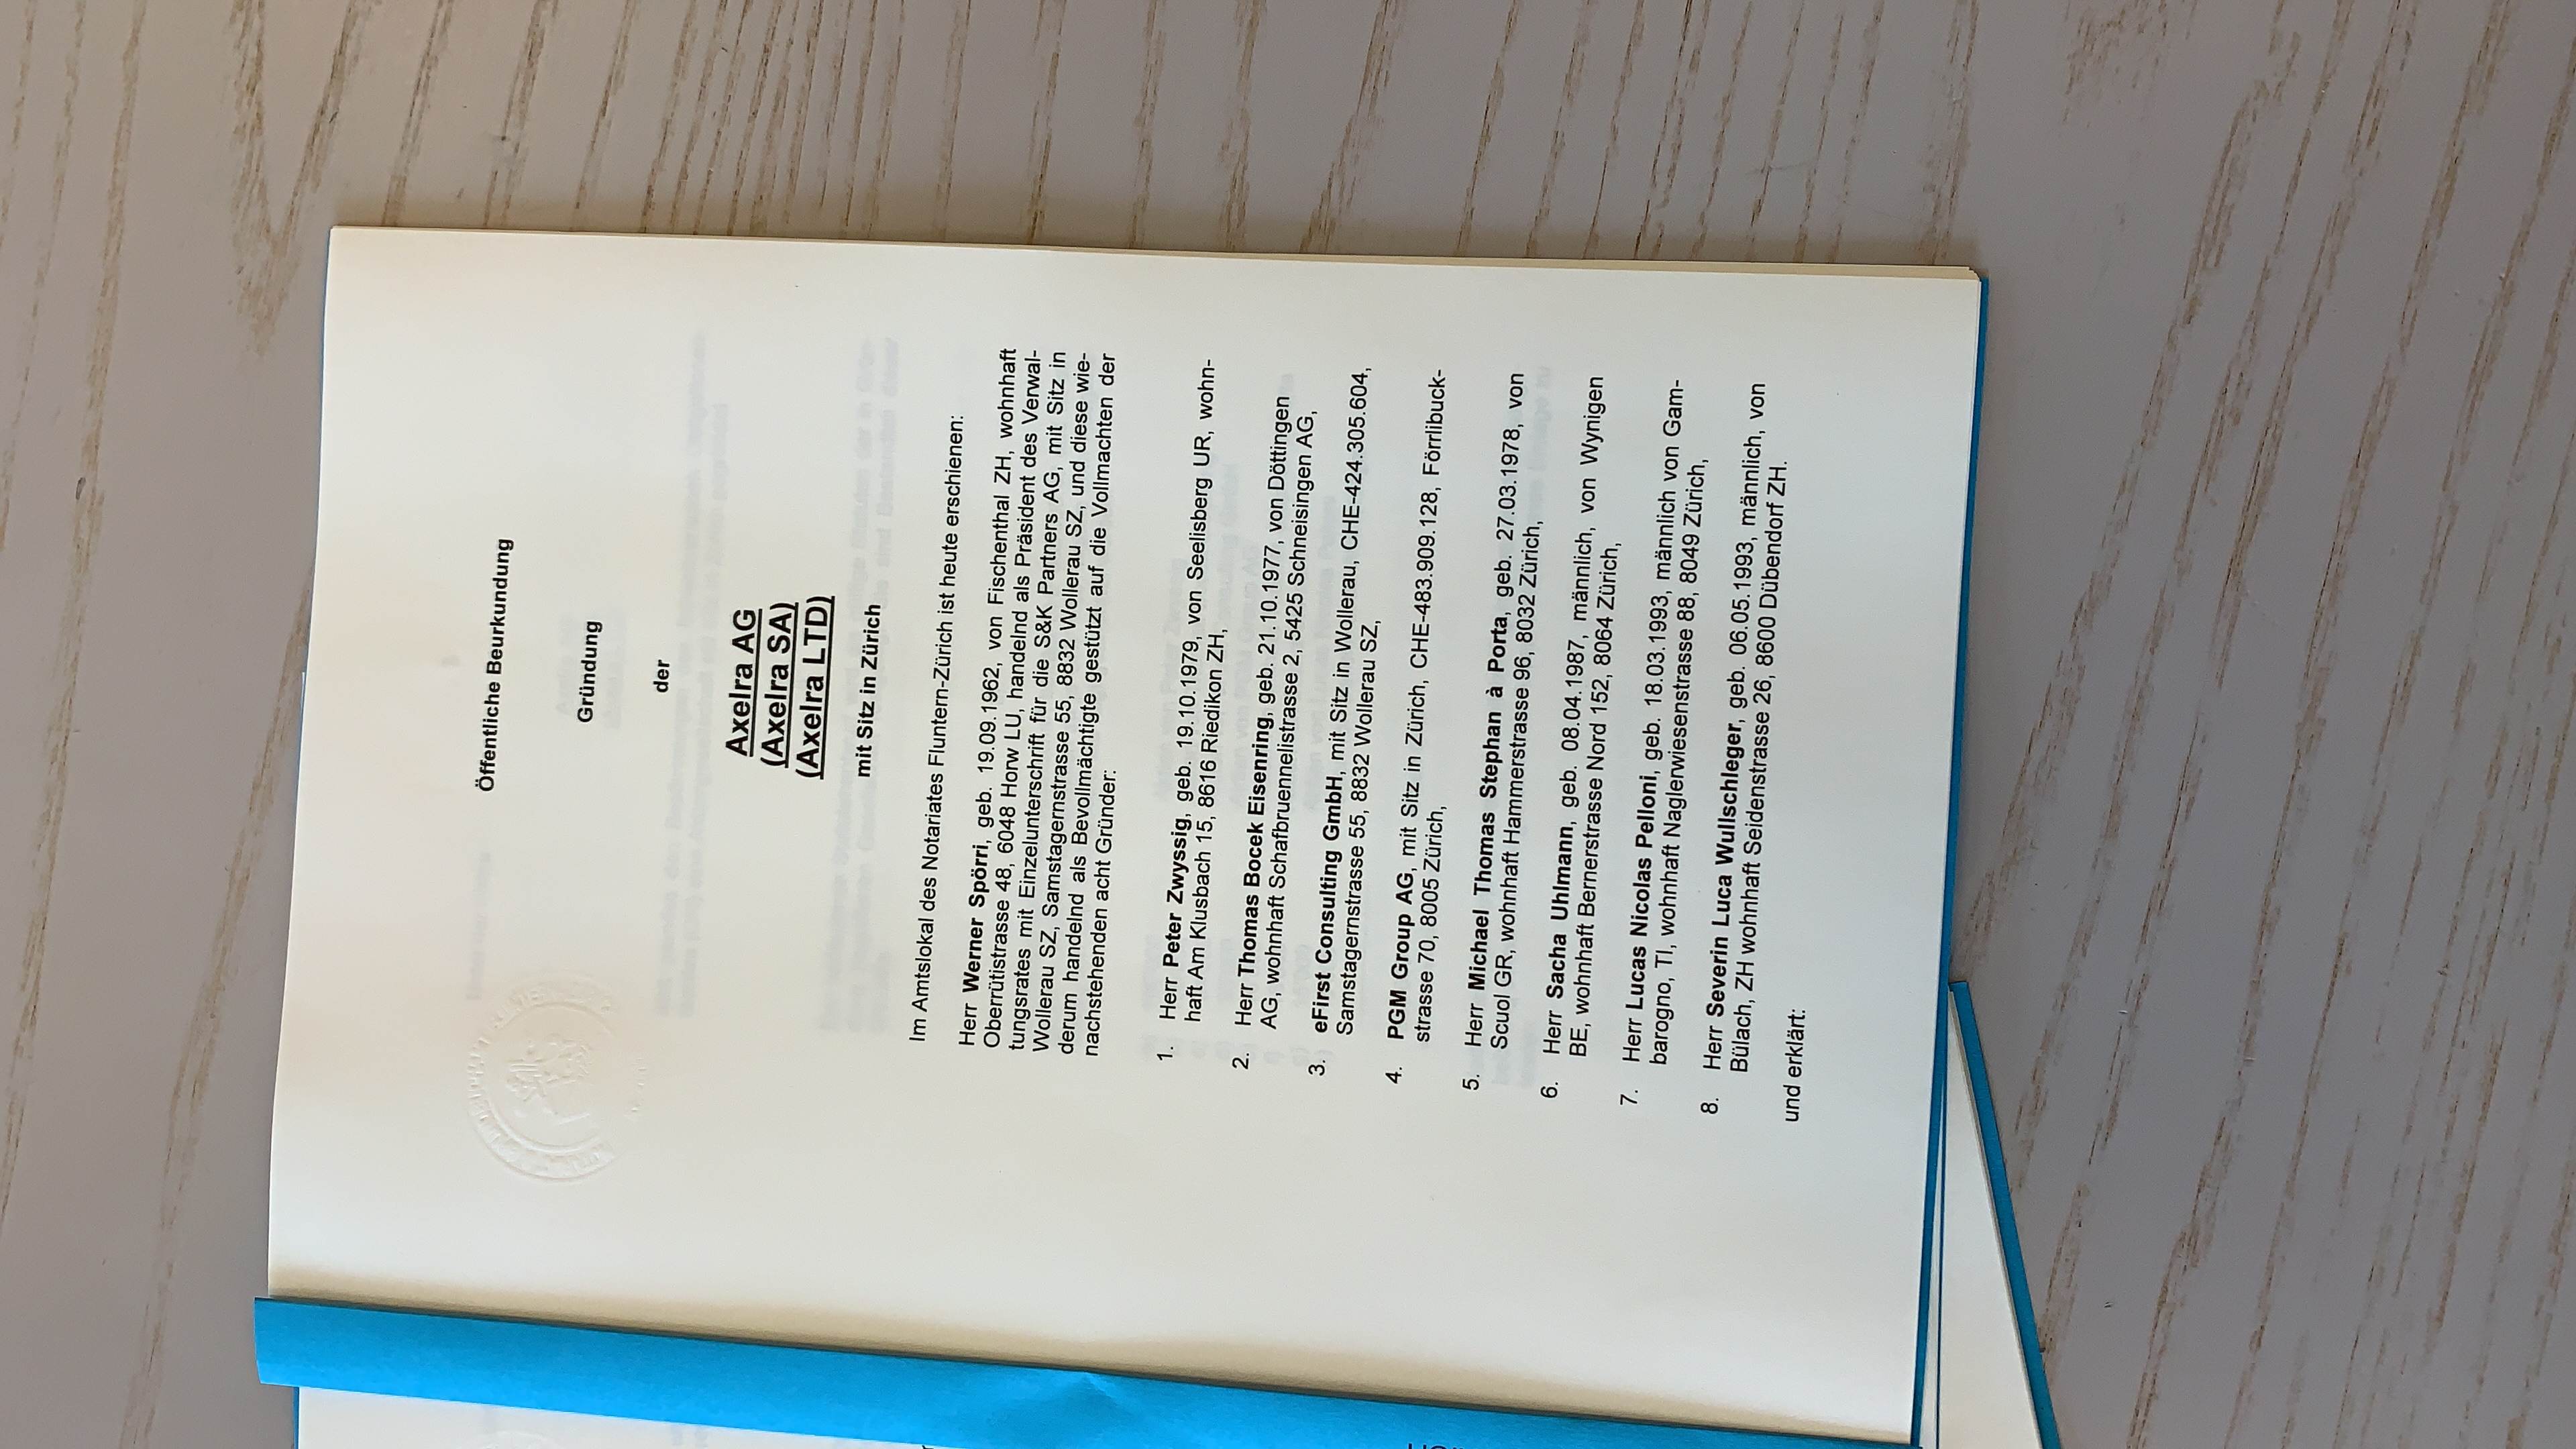 Öffentliche Beurkundung
Gründung
der
Axelra AG
(Axelra SA)
(Axelra LTD)
mit Sitz in Zürich
Im Amtslokal des Notariates Fluntern-Zürich ist heute erschienen:
Herr Werner Spörri, geb. 19.09.1962, von Fischenthal ZH, wohnhaft
Oberrütistrasse 48, 6048 Horw LU, handelnd als Präsident des Verwal-
tungsrates mit Einzelunterschrift für die S&K Partners AG, mit Sitz in
Wollerau SZ, Samstagernstrasse 55, 8832 Wollerau SZ, und diese wie-
derum handelnd als Bevollmächtigte gestützt auf die Vollmachten der
nachstehenden acht Gründer:
1. Herr Peter Zwyssig, geb. 19.10.1979, von Seelisberg UR, wohn-
haft Am Klusbach 15, 8616 Riedikon ZH,
2. Herr Thomas Bocek Eisenring, geb. 21.10.1977, von Döttingen
AG, wohnhaft Schafbruennelistrasse 2, 5425 Schneisingen AG,
3. eFirst Consulting GmbH, mit Sitz in Wollerau, CHE-424.305.604,
Samstagernstrasse 55, 8832 Wollerau SZ,
4. PGM Group AG, mit Sitz in Zürich, CHE-483.909.128, Förrlibuck-
strasse 70, 8005 Zürich,
5. Herr Michael Thomas Stephan à Porta, geb. 27.03.1978, von
Scuol GR, wohnhaft Hammerstrasse 96, 8032 Zürich,
6. Herr Sacha Uhlmann, geb. 08.04.1987, männlich, von Wynigen
BE, wohnhaft Bernerstrasse Nord 152, 8064 Zürich,
7. Herr Lucas Nicolas Pelloni, geb. 18.03.1993, männlich von Gam-
barogno, TI, wohnhaft Naglerwiesenstrasse 88, 8049 Zürich,
8. Herr Severin Luca Wullschleger, geb. 06.05.1993, männlich, von
Bülach, ZH wohnhaft Seidenstrasse 26, 8600 Dübendorf ZH.
und erklärt: